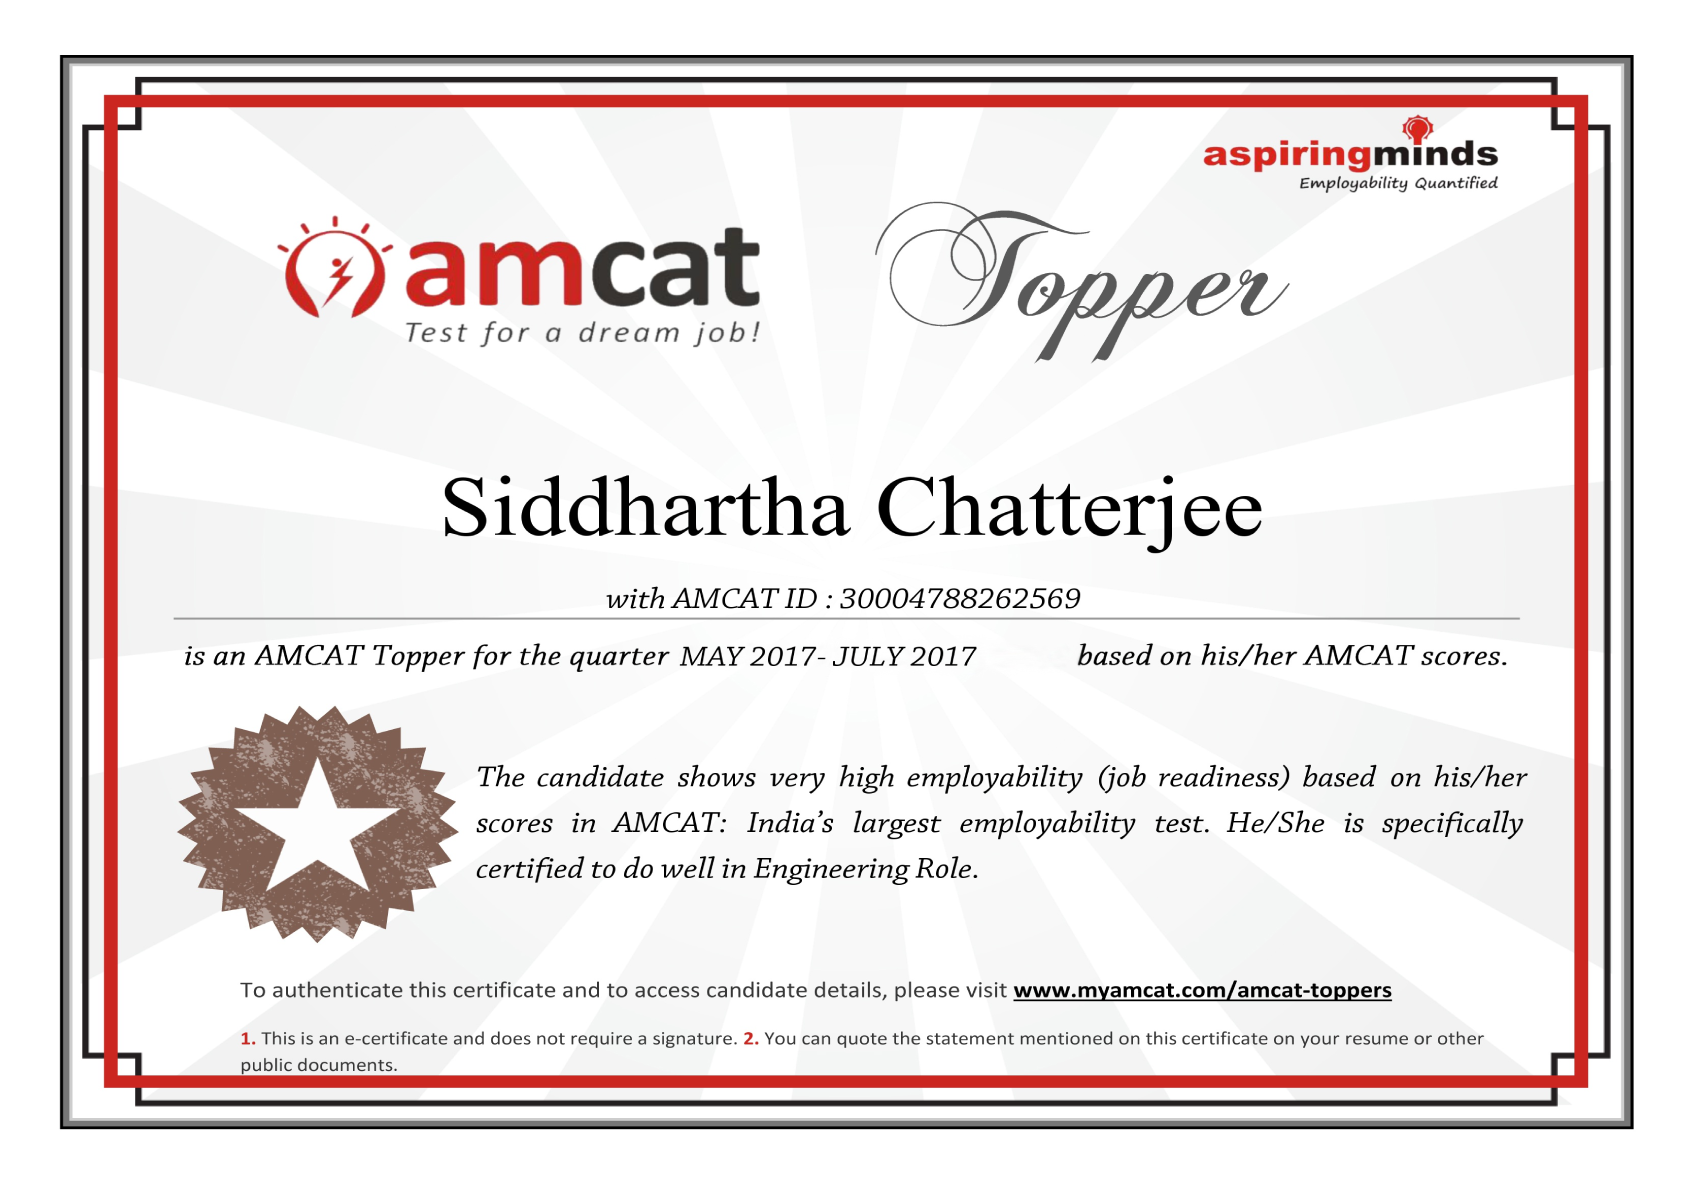 aspiringminds
Employability Quantified
amcat Topper
Test for a dream job!
Siddhartha Chatterjee
with AMCAT ID : 30004788262569
is an AMCAT Topper for the quarter MAY 2017- JULY 2017 based on his/her AMCAT scores.
The candidate shows very high employability (job readiness) based on his/her
scores in AMCAT: India’s largest employability test. He/She is specifically
certified to do well in Engineering Role.
To authenticate this certificate and to access candidate details, please visit www.myamcat.com/amcat-toppers
1. This is an e-certificate and does not require a signature. 2. You can quote the statement mentioned on this certificate on your resume or other
public documents.